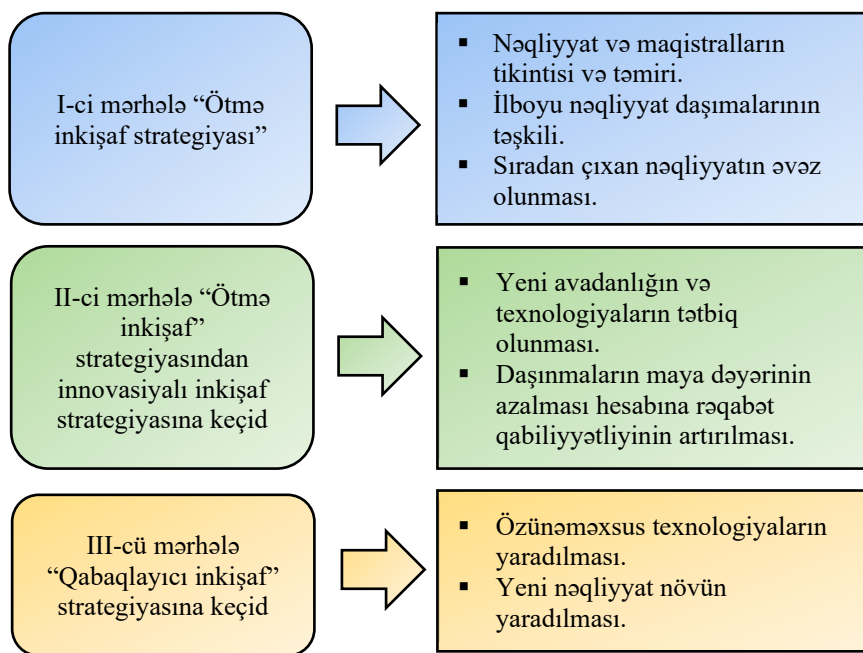 I-ci mərhələ “Ötmə
inkişaf strategiyası”
▪ Nəqliyyat və maqistralların
tikintisi və təmiri.
▪ İlboyu nəqliyyat daşımalarının
təşkili.
▪ Sıradan çıxan nəqliyyatın əvəz
olunması.
II-ci mərhələ “Ötmə
inkişaf”
strategiyasından
innovasiyalı inkişaf
strategiyasına keçid
▪ Yeni avadanlığın və
texnologiyaların tətbiq
olunması.
▪ Daşınmaların maya dəyərinin
azalması hesabına rəqabət
qabiliyyətliyinin artırılması.
III-cü mərhələ
“Qabaqlayıcı inkişaf”
strategiyasına keçid
▪ Özünəməxsus texnologiyaların
yaradılması.
▪ Yeni nəqliyyat növün
yaradılması.